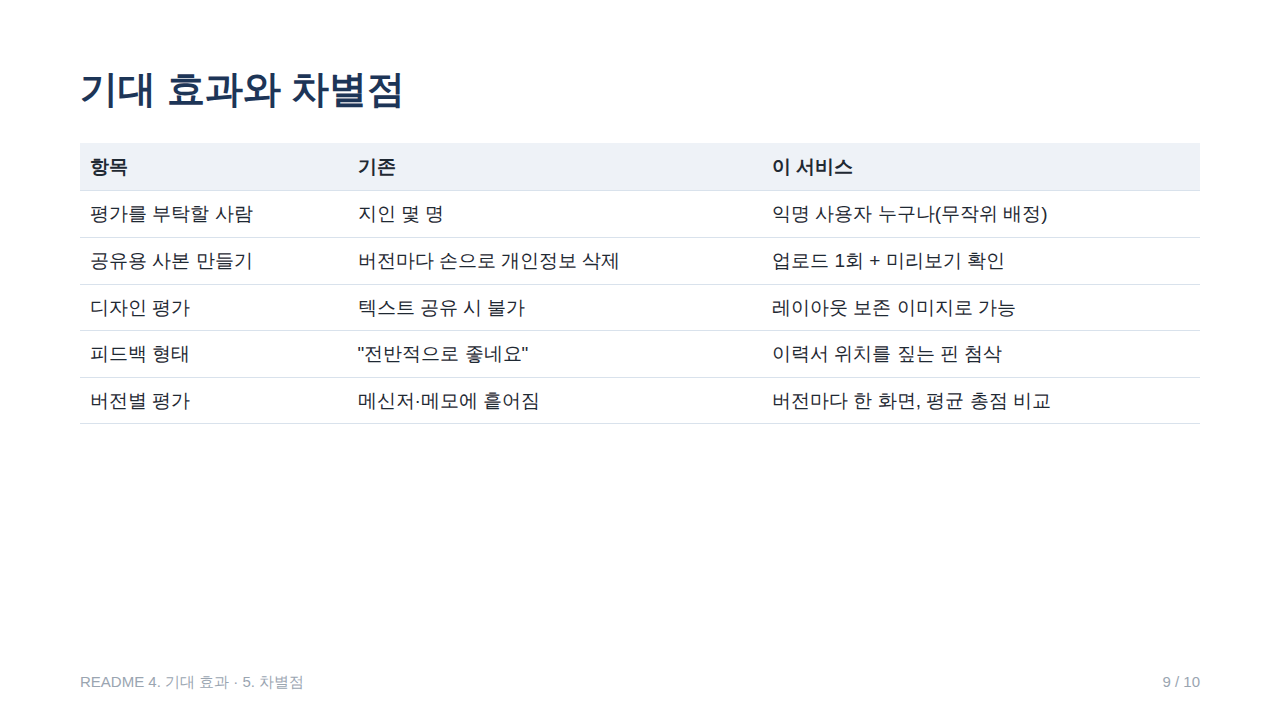 기대 효과와 차별점
항목 기존 이 서비스
평가를 부탁할 사람 지인 몇 명 익명 사용자 누구나(무작위 배정)
공유용 사본 만들기 버전마다 손으로 개인정보 삭제 업로드 1회 + 미리보기 확인
디자인 평가 텍스트 공유 시 불가 레이아웃 보존 이미지로 가능
피드백 형태 "전반적으로 좋네요" 이력서 위치를 짚는 핀 첨삭
버전별 평가 메신저·메모에 흩어짐 버전마다 한 화면, 평균 총점 비교
README 4. 기대 효과 · 5. 차별점 9 / 10